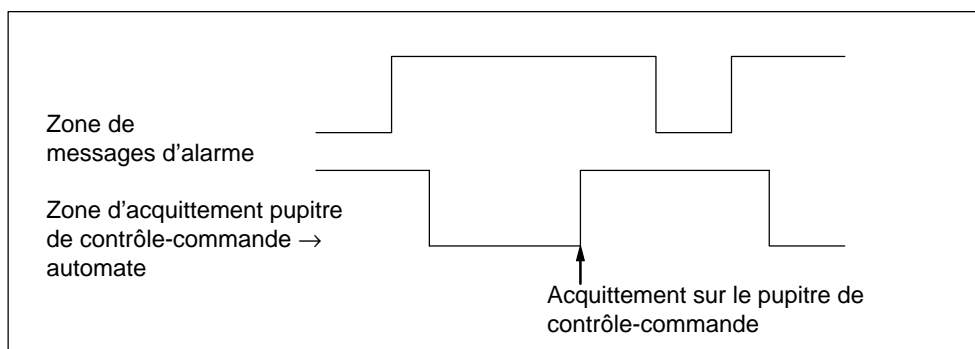 Zone de
messages d'alarme
Zone d'acquittement pupitre
de contrôle-commande →
automate
Acquittement sur le pupitre de
contrôle-commande